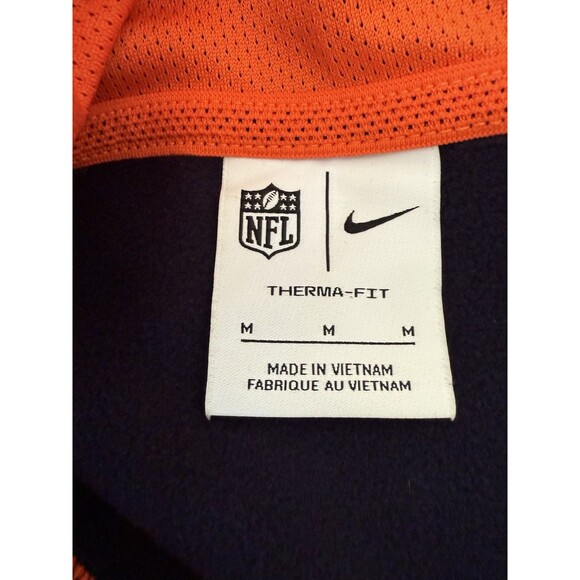 NFL
THERMA-FIT
M M M
MADE IN VIETNAM
FABRIQUE AU VIETNAM